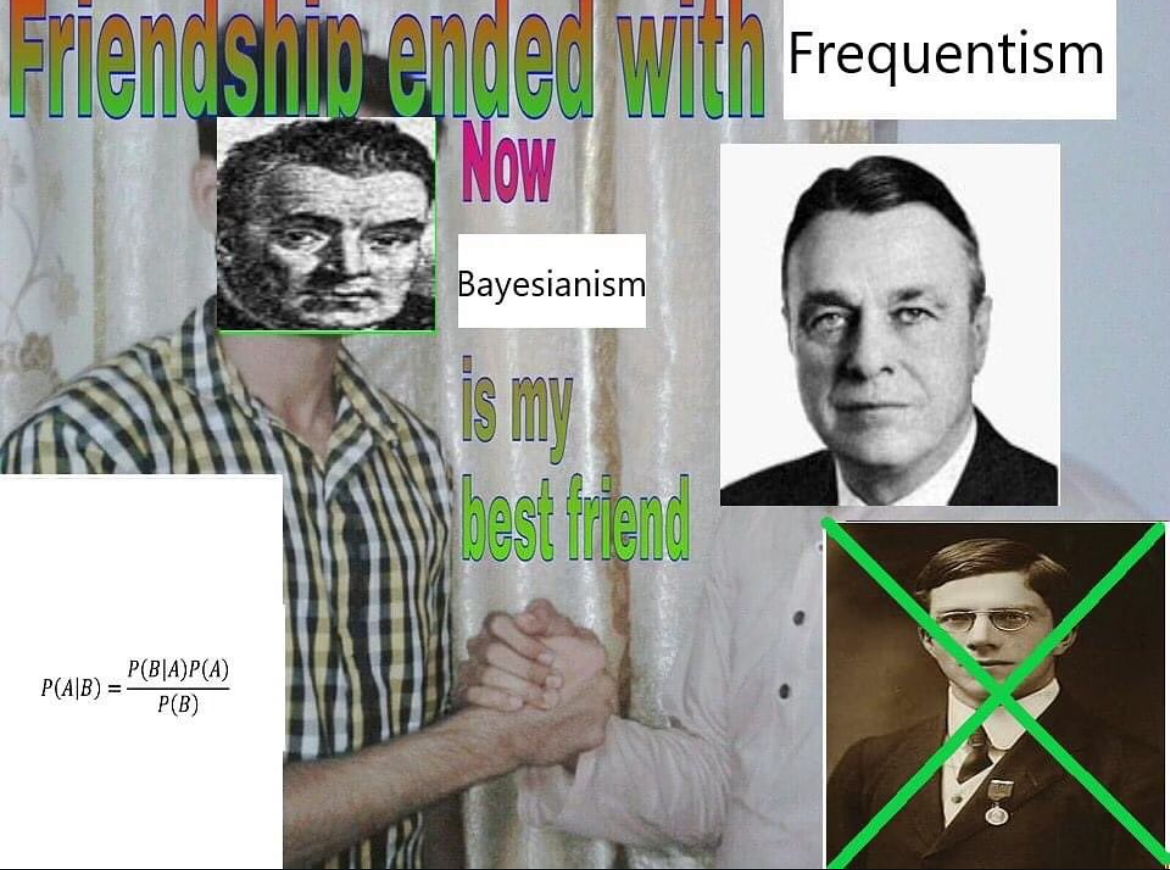 Friendship ended with Frequentism
Now
Bayesianism
is my
best friend
P(A|B) = P(B|A)P(A) / P(B)